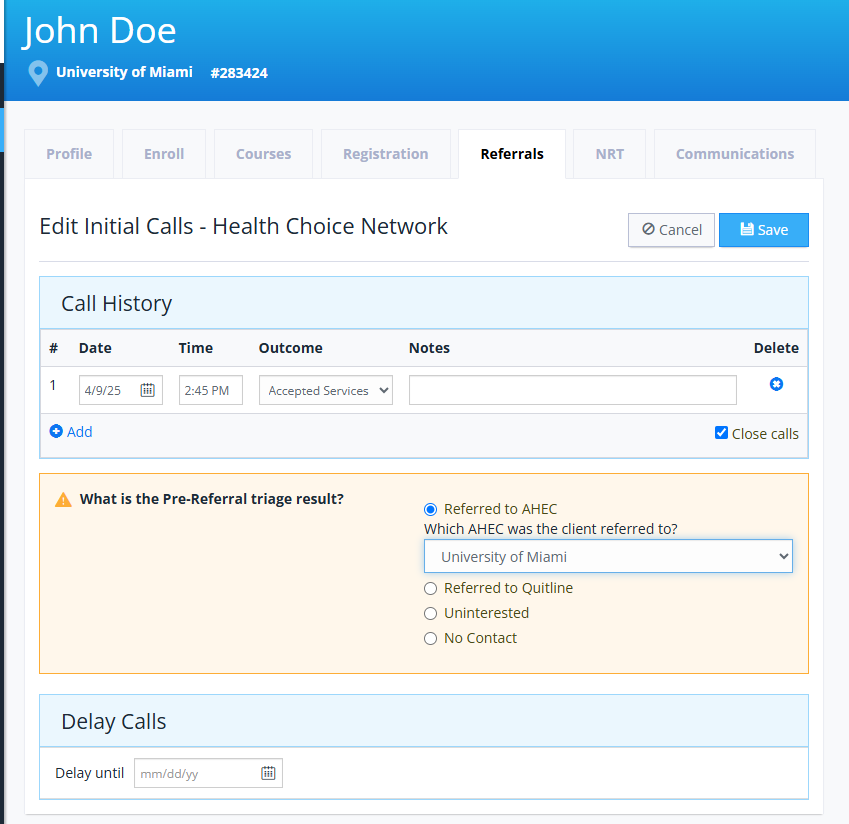 John Doe
University of Miami #283424
Profile Enroll Courses Registration Referrals NRT Communications
Edit Initial Calls - Health Choice Network Cancel Save
Call History
# Date Time Outcome Notes Delete
1 4/9/25 2:45 PM Accepted Services
Add Close calls
What is the Pre-Referral triage result?
Referred to AHEC
Which AHEC was the client referred to?
University of Miami
Referred to Quitline
Uninterested
No Contact
Delay Calls
Delay until mm/dd/yy